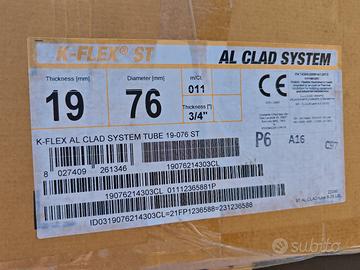 K-FLEX® ST
AL CLAD SYSTEM
Thickness [mm]
Diameter [mm]
m/Ct.
19
76
011
3/4"
CE
K-FLEX AL CLAD SYSTEM TUBE 19-076 ST
P6
A16
8 027409 261346
19076214303CL
19076214303CL 01112365881P
ID0319076214303CL=21FP1236588=231236588
subito